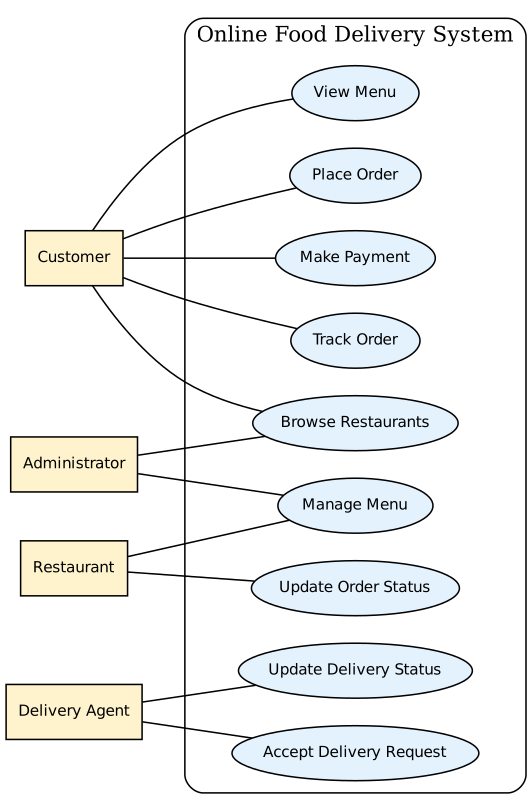 Online Food Delivery System
View Menu
Place Order
Customer
Make Payment
Track Order
Browse Restaurants
Administrator
Manage Menu
Restaurant
Update Order Status
Update Delivery Status
Delivery Agent
Accept Delivery Request